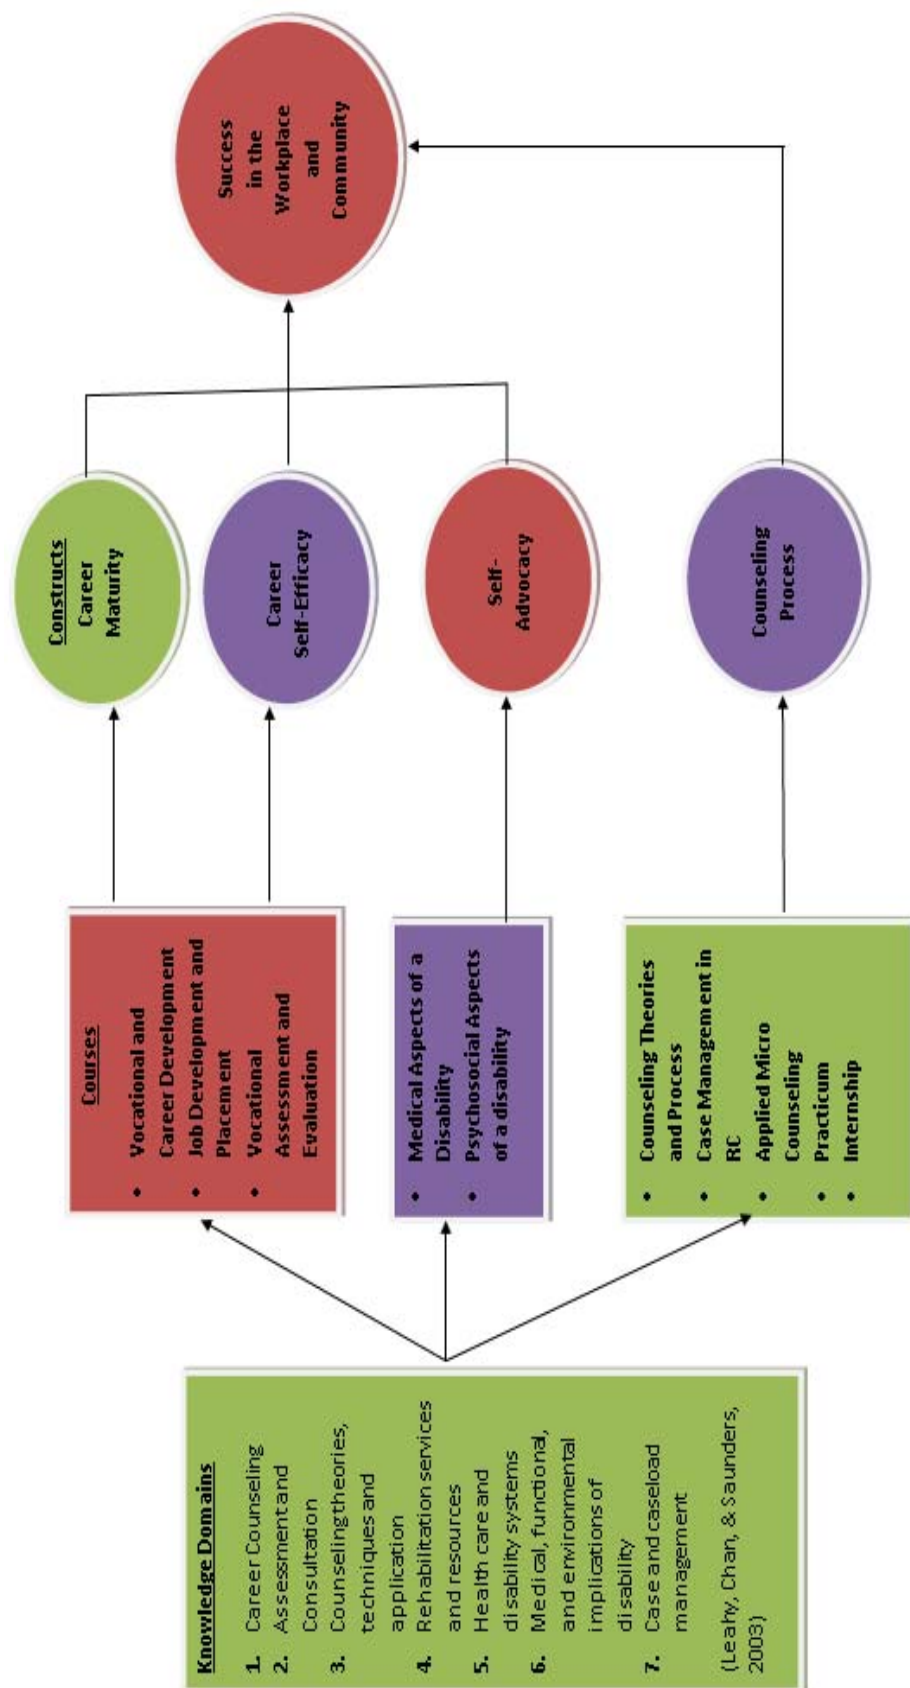 Knowledge Domains
1. Career Counseling
2. Assessment and
Consultation
3. Counseling theories,
techniques and
application
4. Rehabilitation services
and resources
5. Health care and
disability systems
6. Medical, functional,
and environmental
implications of
disability
7. Case and caseload
management
(Leahy, Chan, & Saunders,
2003)
Courses
• Vocational and
Career Development
• Job Development and
Placement
• Vocational
Assessment and
Evaluation
• Medical Aspects of a
Disability
• Psychosocial Aspects
of a disability
• Counseling Theories
and Process
• Case Management in
RC
• Applied Micro
Counseling
• Practicum
• Internship
Constructs
Career
Maturity
Career
Self-Efficacy
Self-
Advocacy
Counseling
Process
Success
in the
Workplace
and
Community